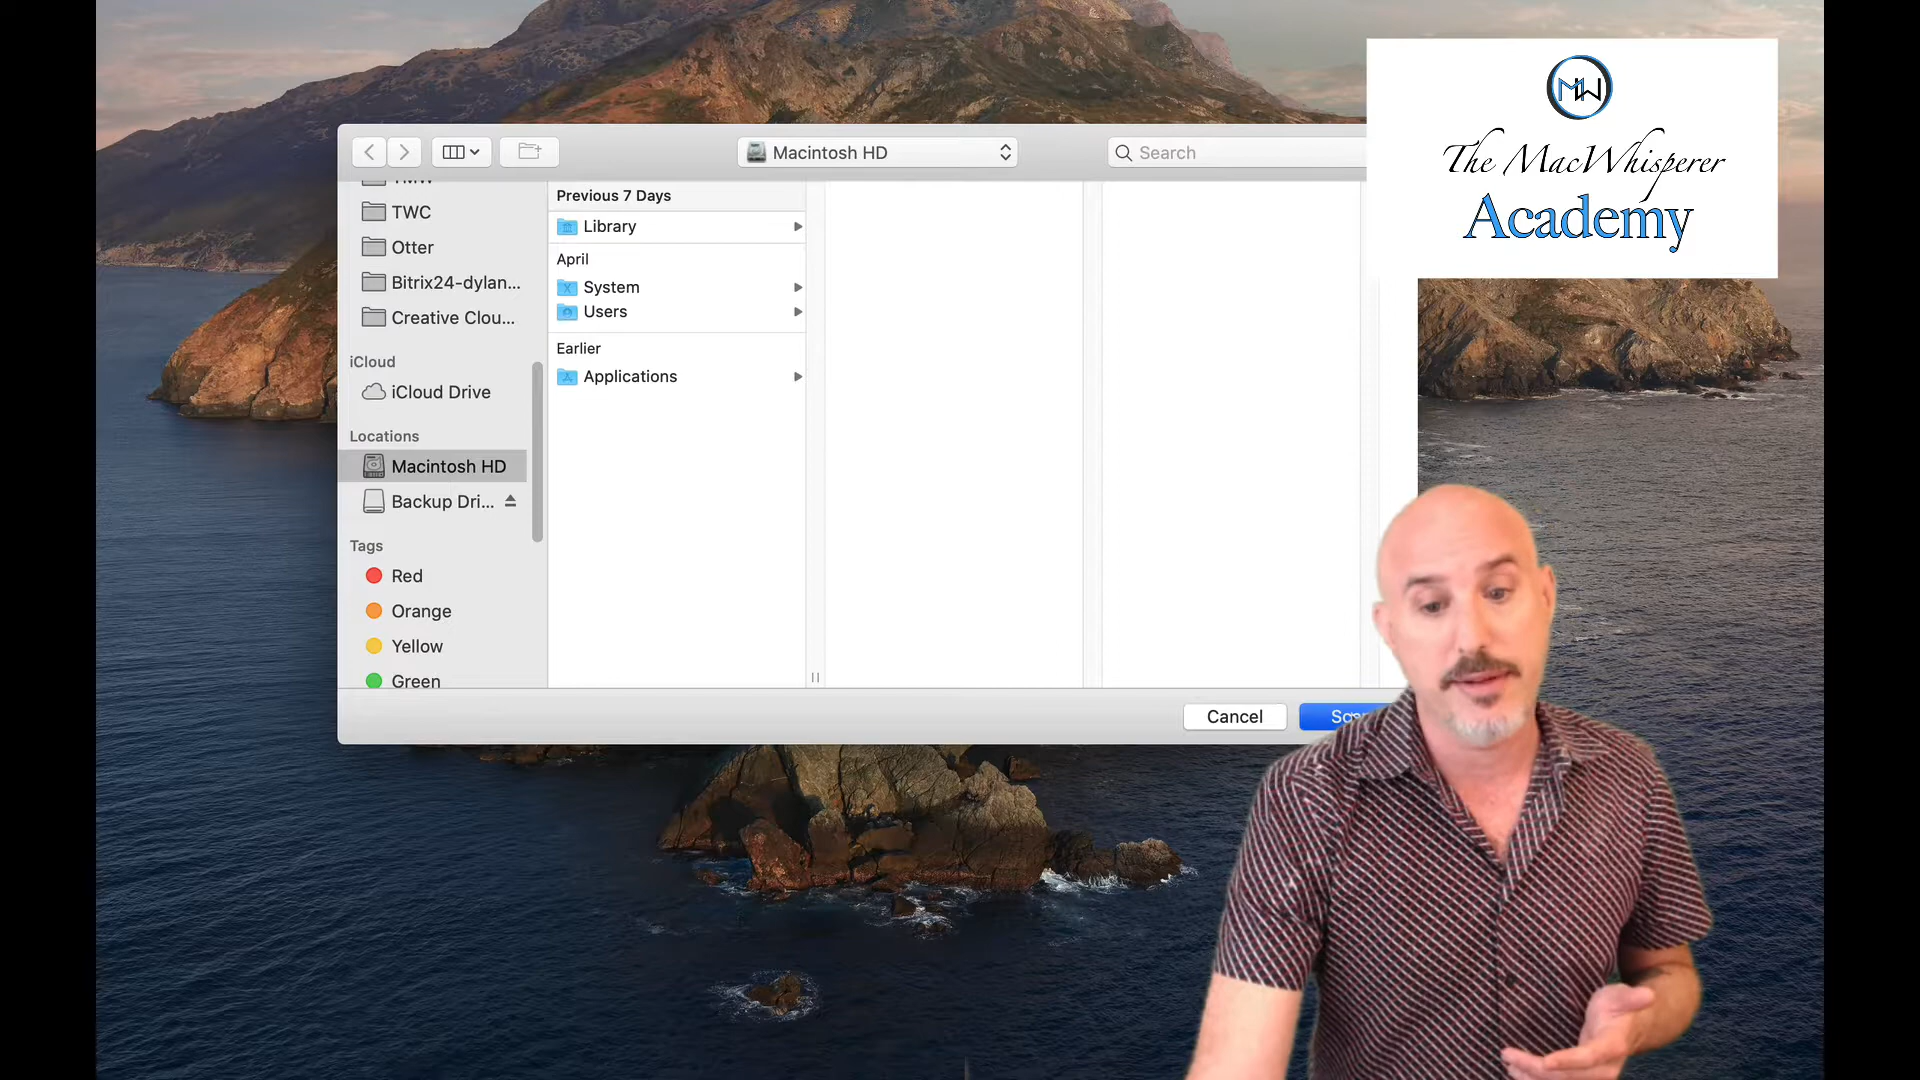 MW
The MacWhisperer
Academy
Macintosh HD
Search
TWC
Otter
Bitrix24-dylan...
Creative Clou...
iCloud
iCloud Drive
Locations
Macintosh HD
Backup Dri...
Tags
Red
Orange
Yellow
Green
Previous 7 Days
Library
April
System
Users
Earlier
Applications
Cancel